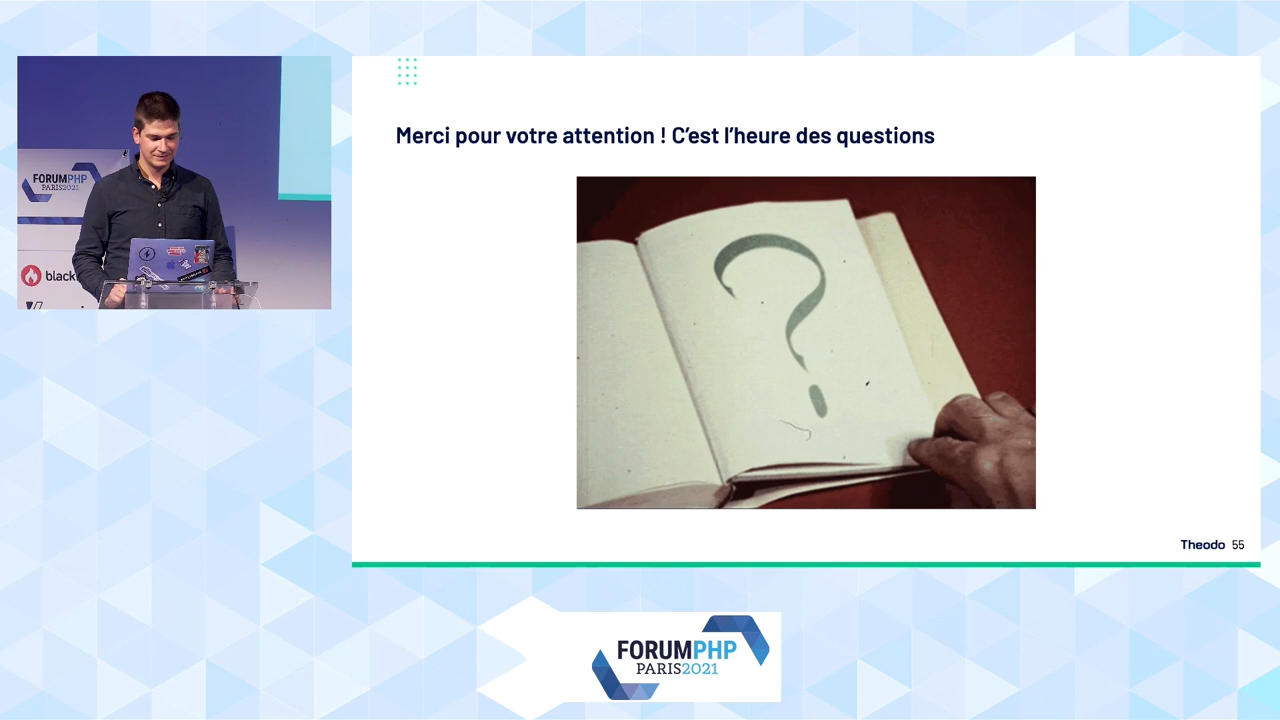 FORUMPHP
PARIS2021
black
Merci pour votre attention ! C'est l'heure des questions
?
Theodo 55
FORUMPHP
PARIS2021